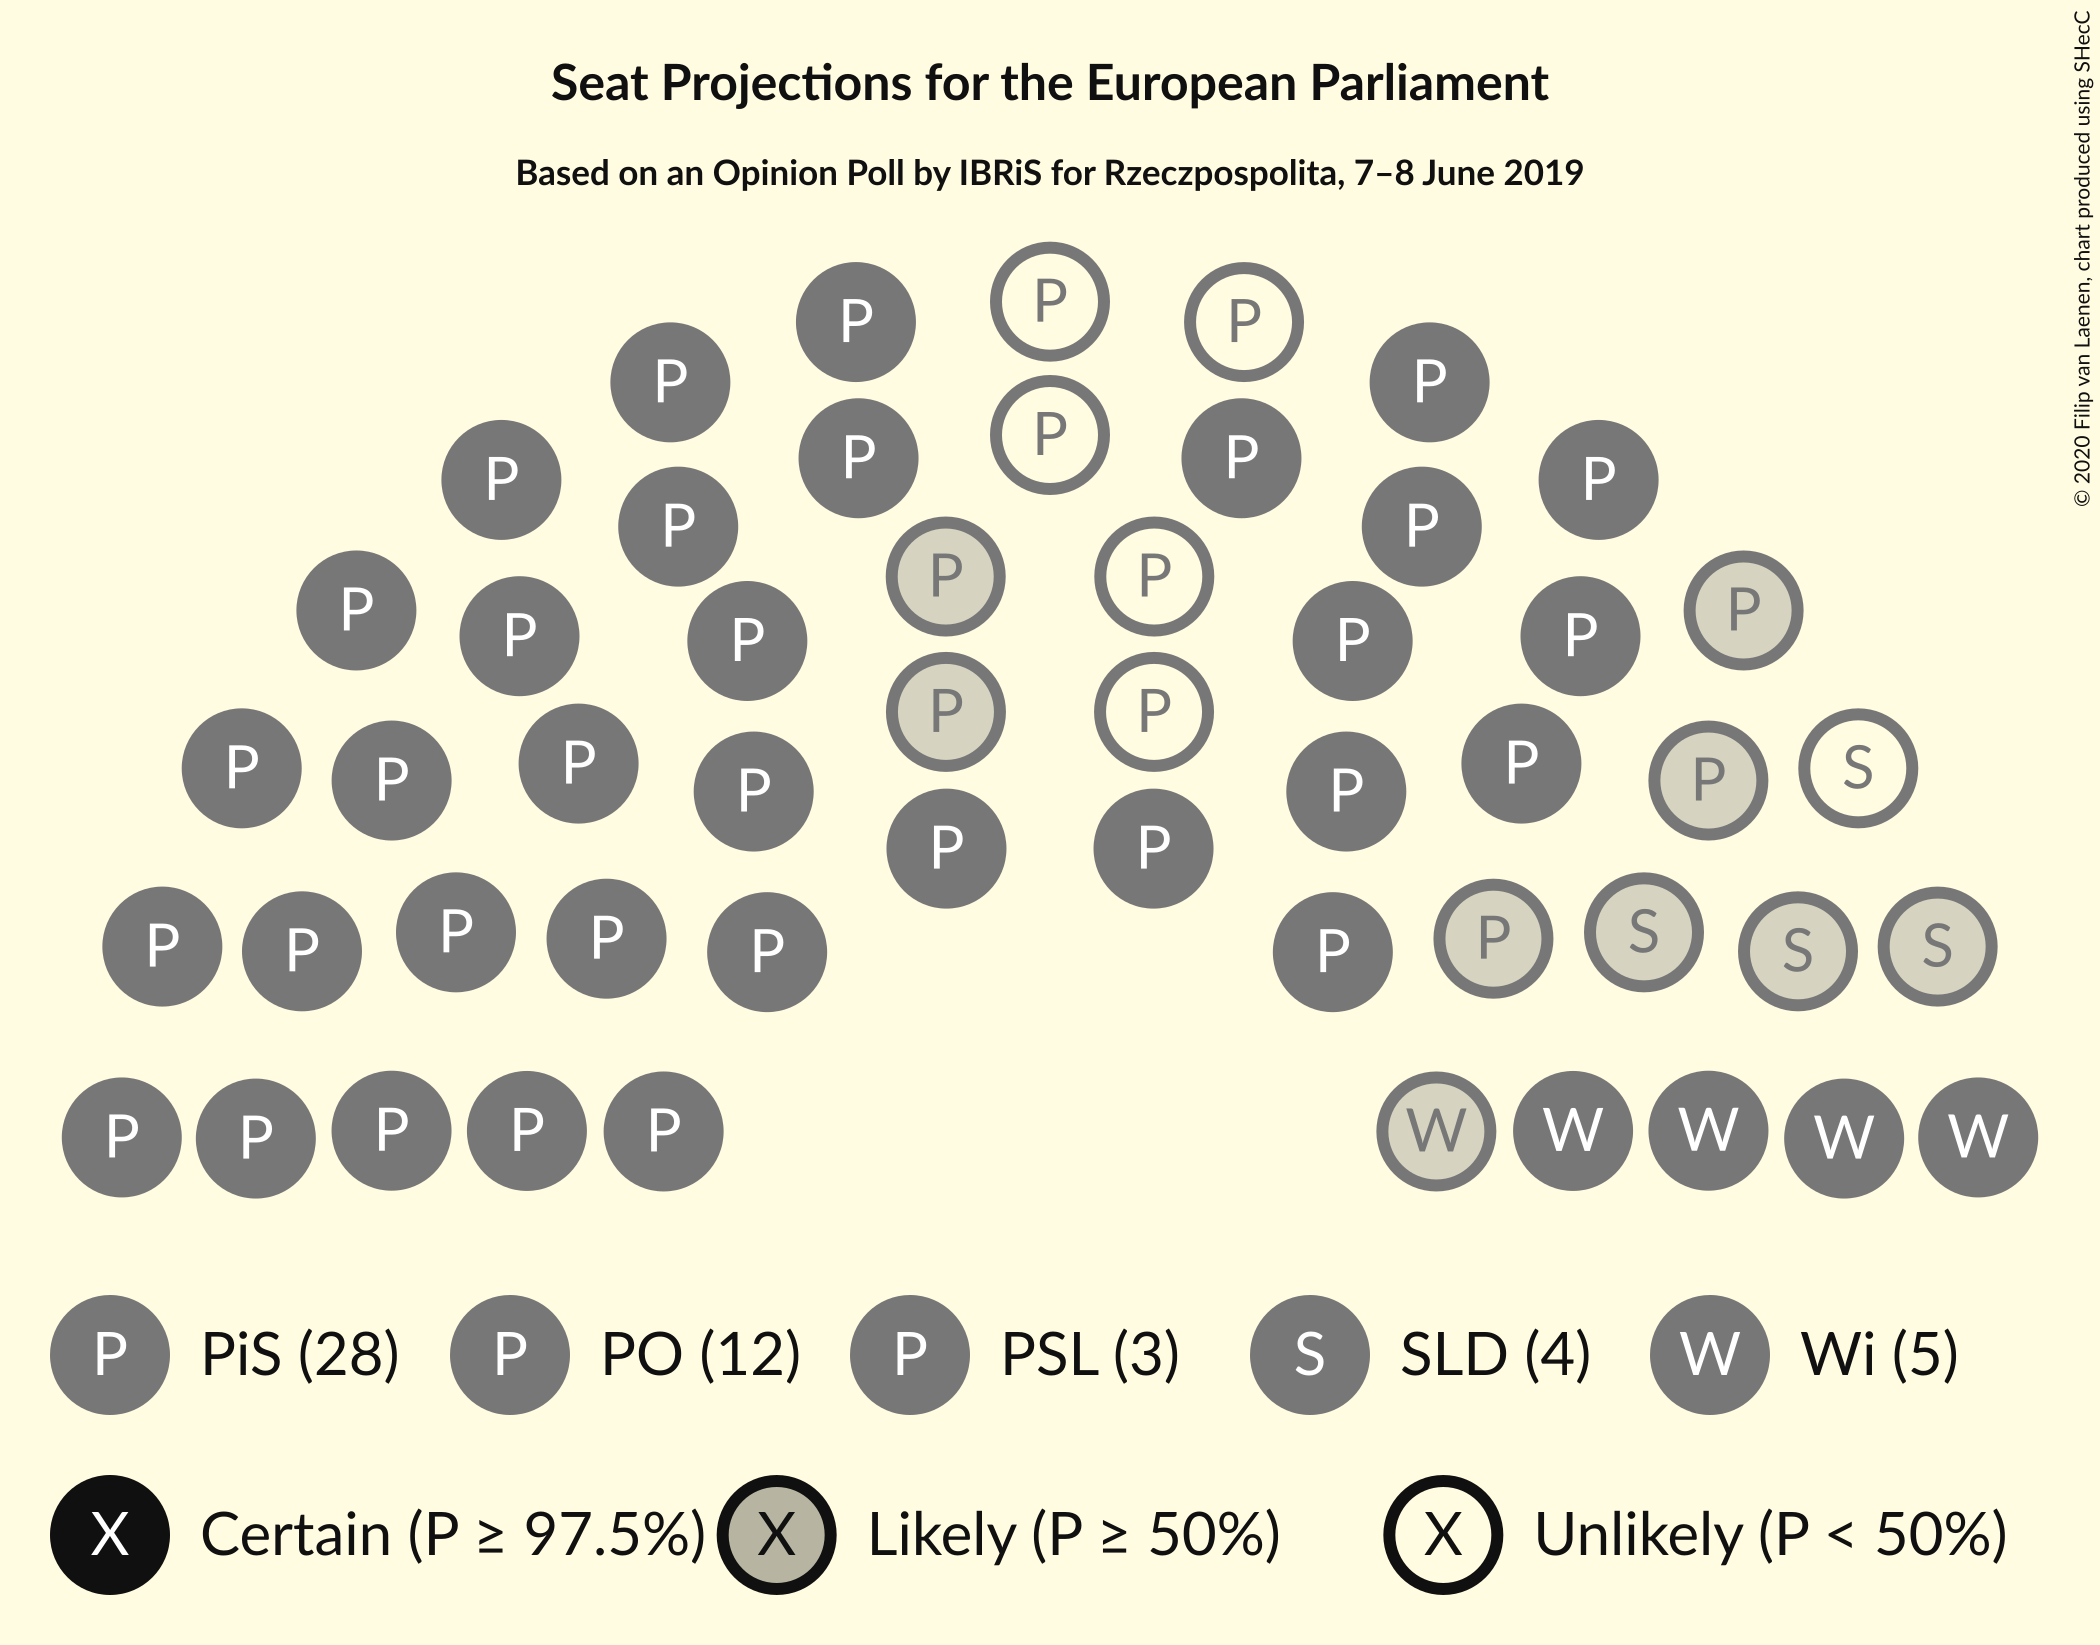 Seat Projections for the European Parliament
Based on an Opinion Poll by IBRiS for Rzeczpospolita, 7–8 June 2019
© 2020 Filip van Laenen, chart produced using SHecC
P P P
P P
P P P
P P
P P
P P
P P
P P P P
P P
P P
P P P P S
P P P P
P P
P P P P S S S
P P
P P P P P W W W W W
P PiS (28) P PO (12) P PSL (3) S SLD (4) W Wi (5)
X Certain (P ≥ 97.5%) X Likely (P ≥ 50%) X Unlikely (P < 50%)